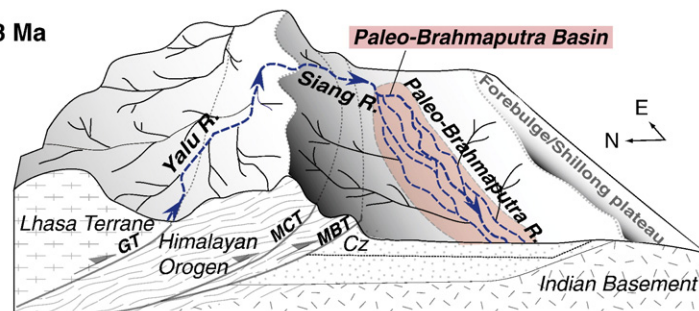 3 Ma
Paleo-Brahmaputra Basin
Siang R.
Yalu R.
Paleo-Brahmaputra R.
Forebulge/Shillong plateau
E
N
Lhasa Terrane
GT
Himalayan
Orogen
MCT
MBT
Cz
Indian Basement